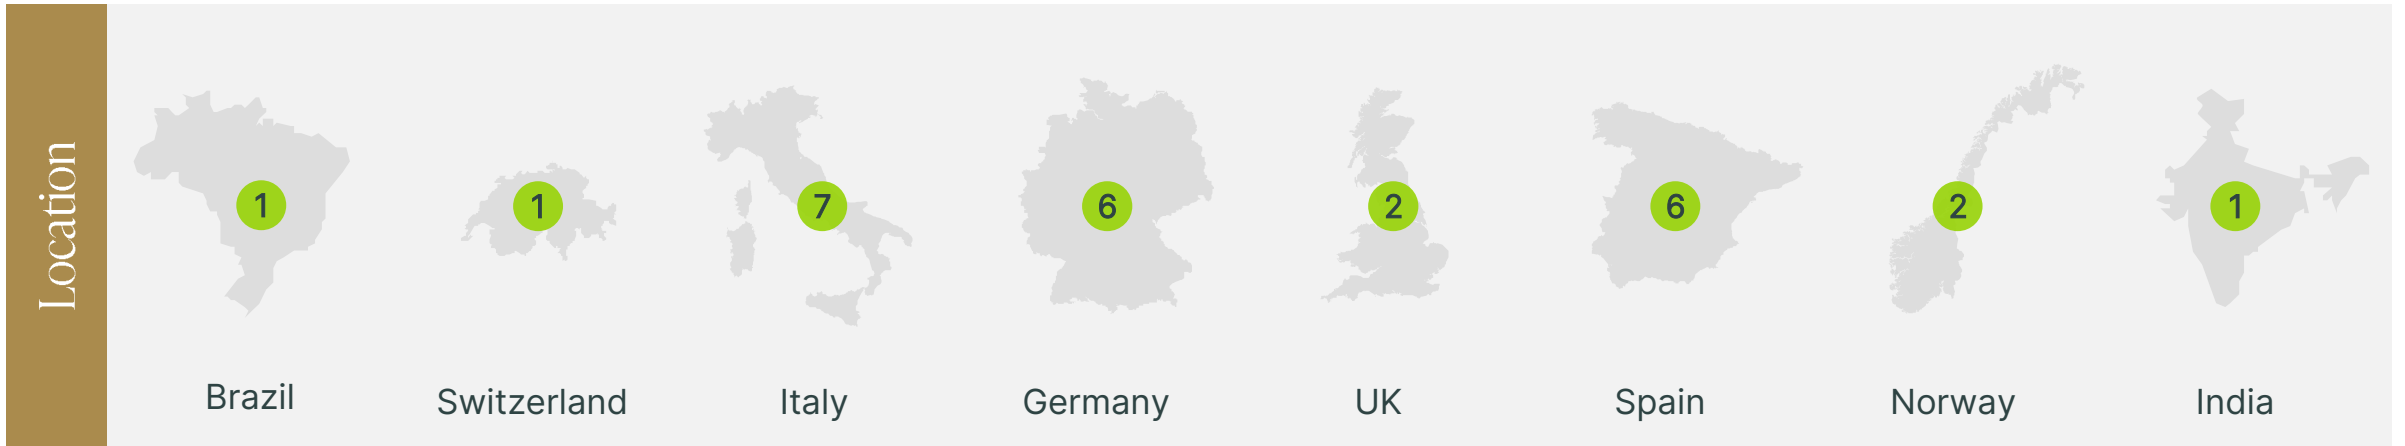 Location
1
1
7
6
2
6
2
1
Brazil
Switzerland
Italy
Germany
UK
Spain
Norway
India